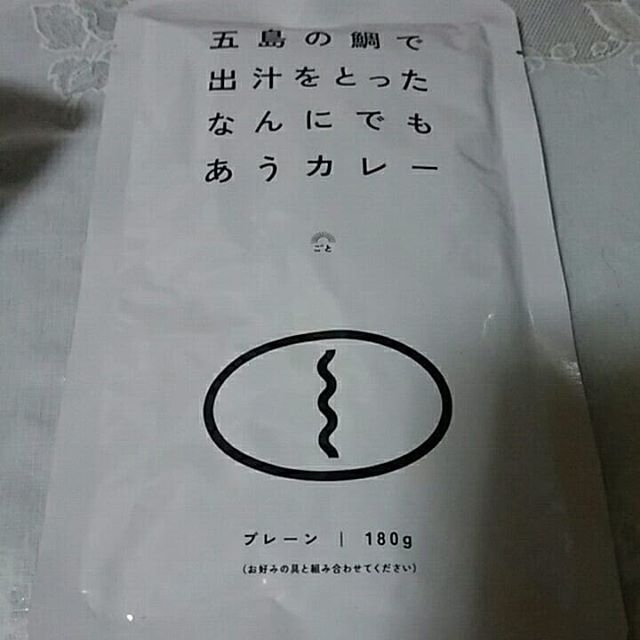 五島の鯛で
出汁をとった
なんにでも
あうカレー
ごと
プレーン | 180g
(お好みの具と組み合わせてください)